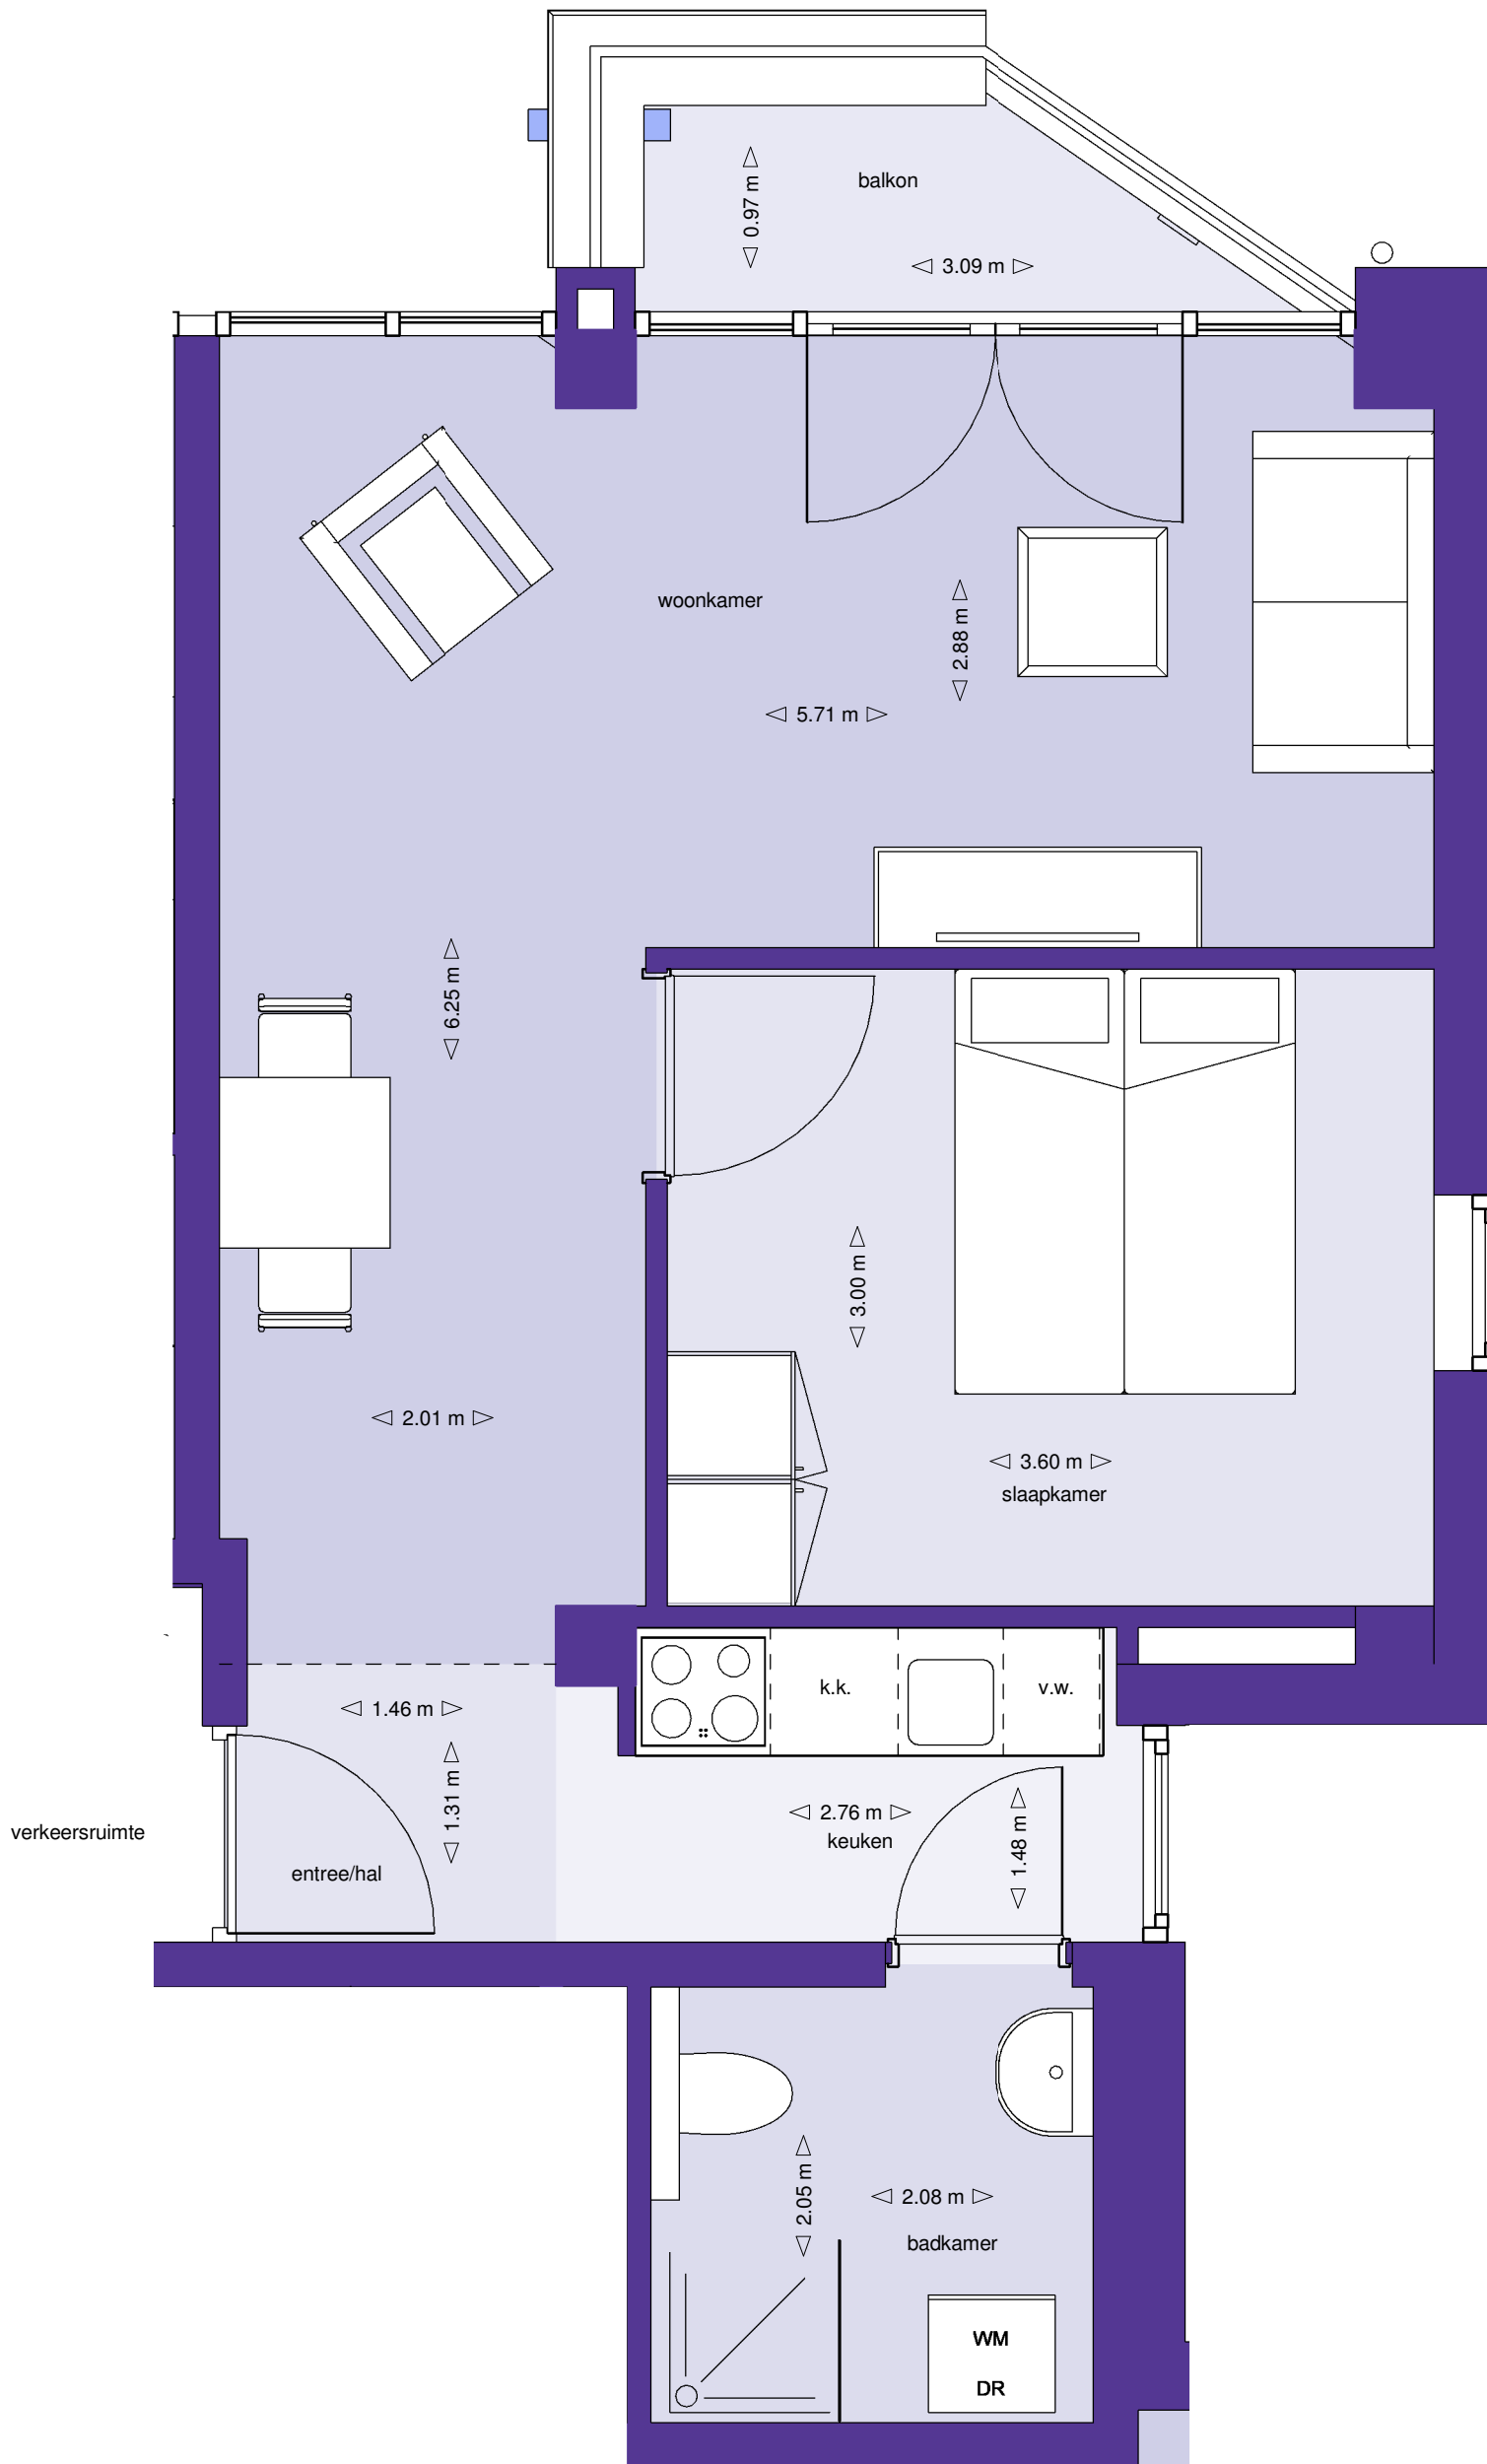 balkon
0.97 m
3.09 m
woonkamer
2.88 m
5.71 m
6.25 m
3.00 m
2.01 m
3.60 m
slaapkamer
k.k.
v.w.
1.46 m
1.31 m
2.76 m
keuken
1.48 m
verkeersruimte
entree/hal
2.05 m
2.08 m
badkamer
WM
DR